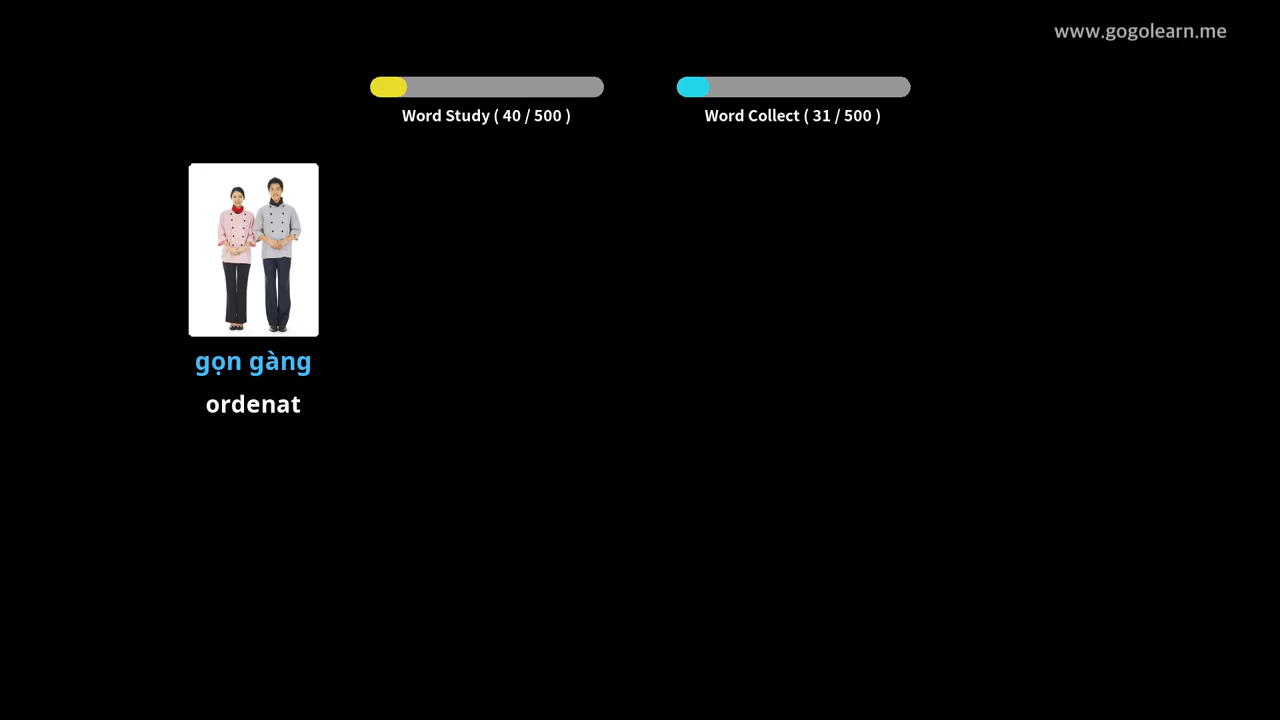 www.gogolearn.me
Word Study ( 40 / 500 )
Word Collect ( 31 / 500 )
gọn gàng
ordenat